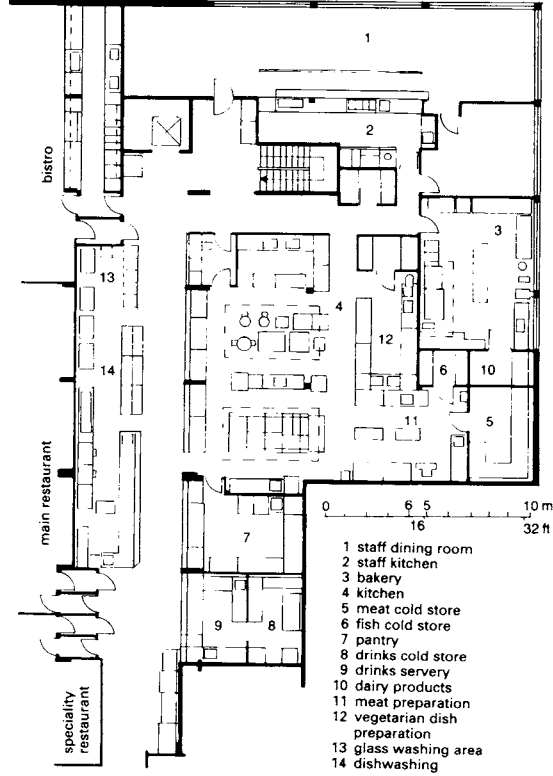 1
2
bistro
3
13
4
14
12
6
10
11
5
main restaurant
0
6 5
10 m
16
32 ft
7
9
8
speciality
restaurant
1 staff dining room
2 staff kitchen
3 bakery
4 kitchen
5 meat cold store
6 fish cold store
7 pantry
8 drinks cold store
9 drinks servery
10 dairy products
11 meat preparation
12 vegetarian dish
preparation
13 glass washing area
14 dishwashing